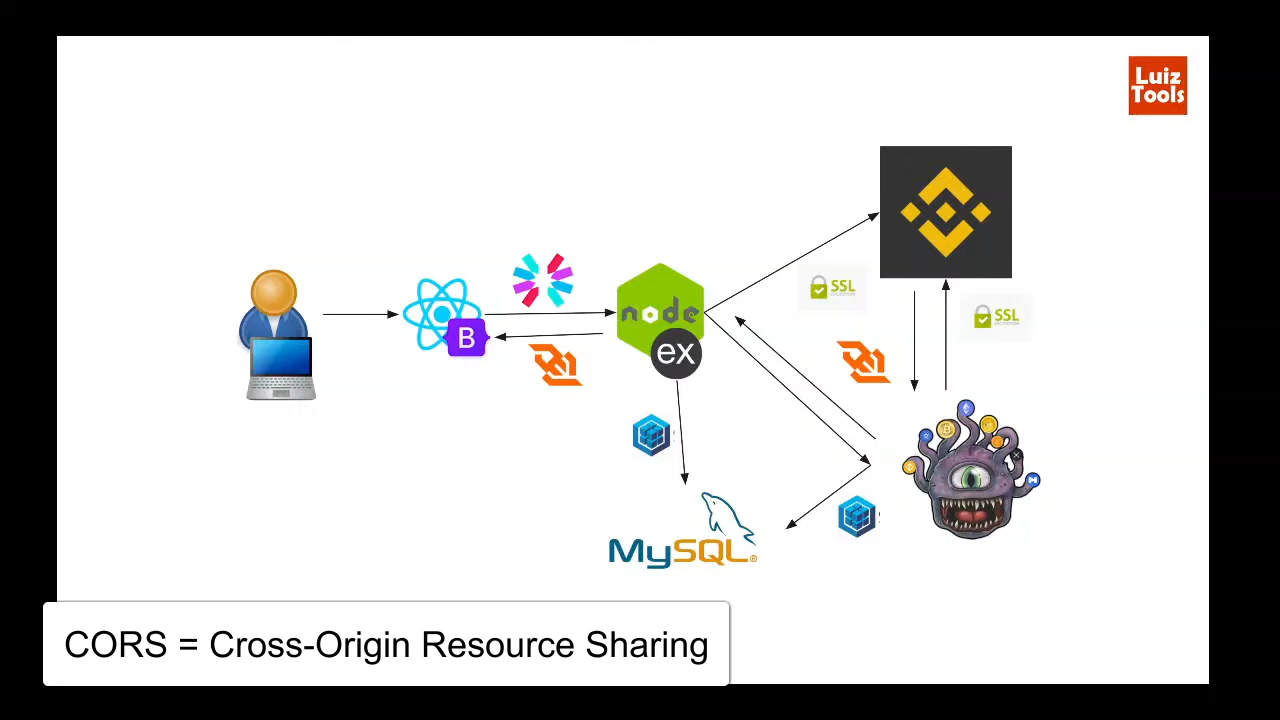 Luiz
Tools
SSL
SSL
B
node
ex
MySQL®
CORS = Cross-Origin Resource Sharing